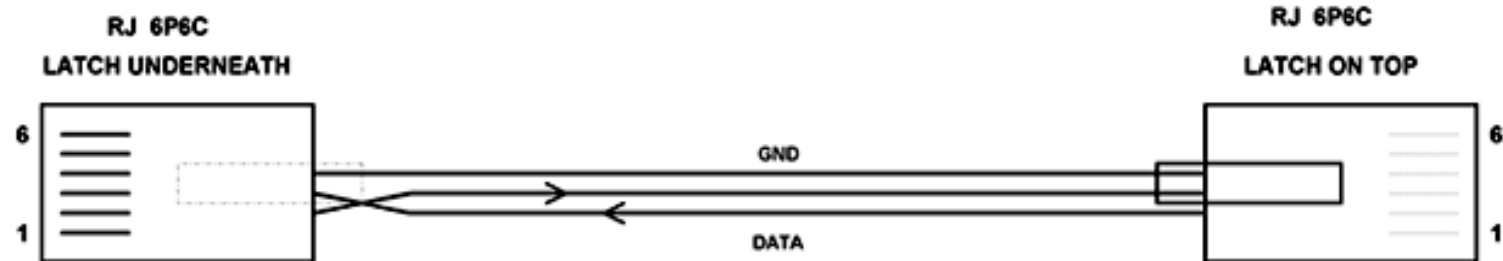 RJ 6P6C
LATCH UNDERNEATH
RJ 6P6C
LATCH ON TOP
6
1
GND
DATA
6
1